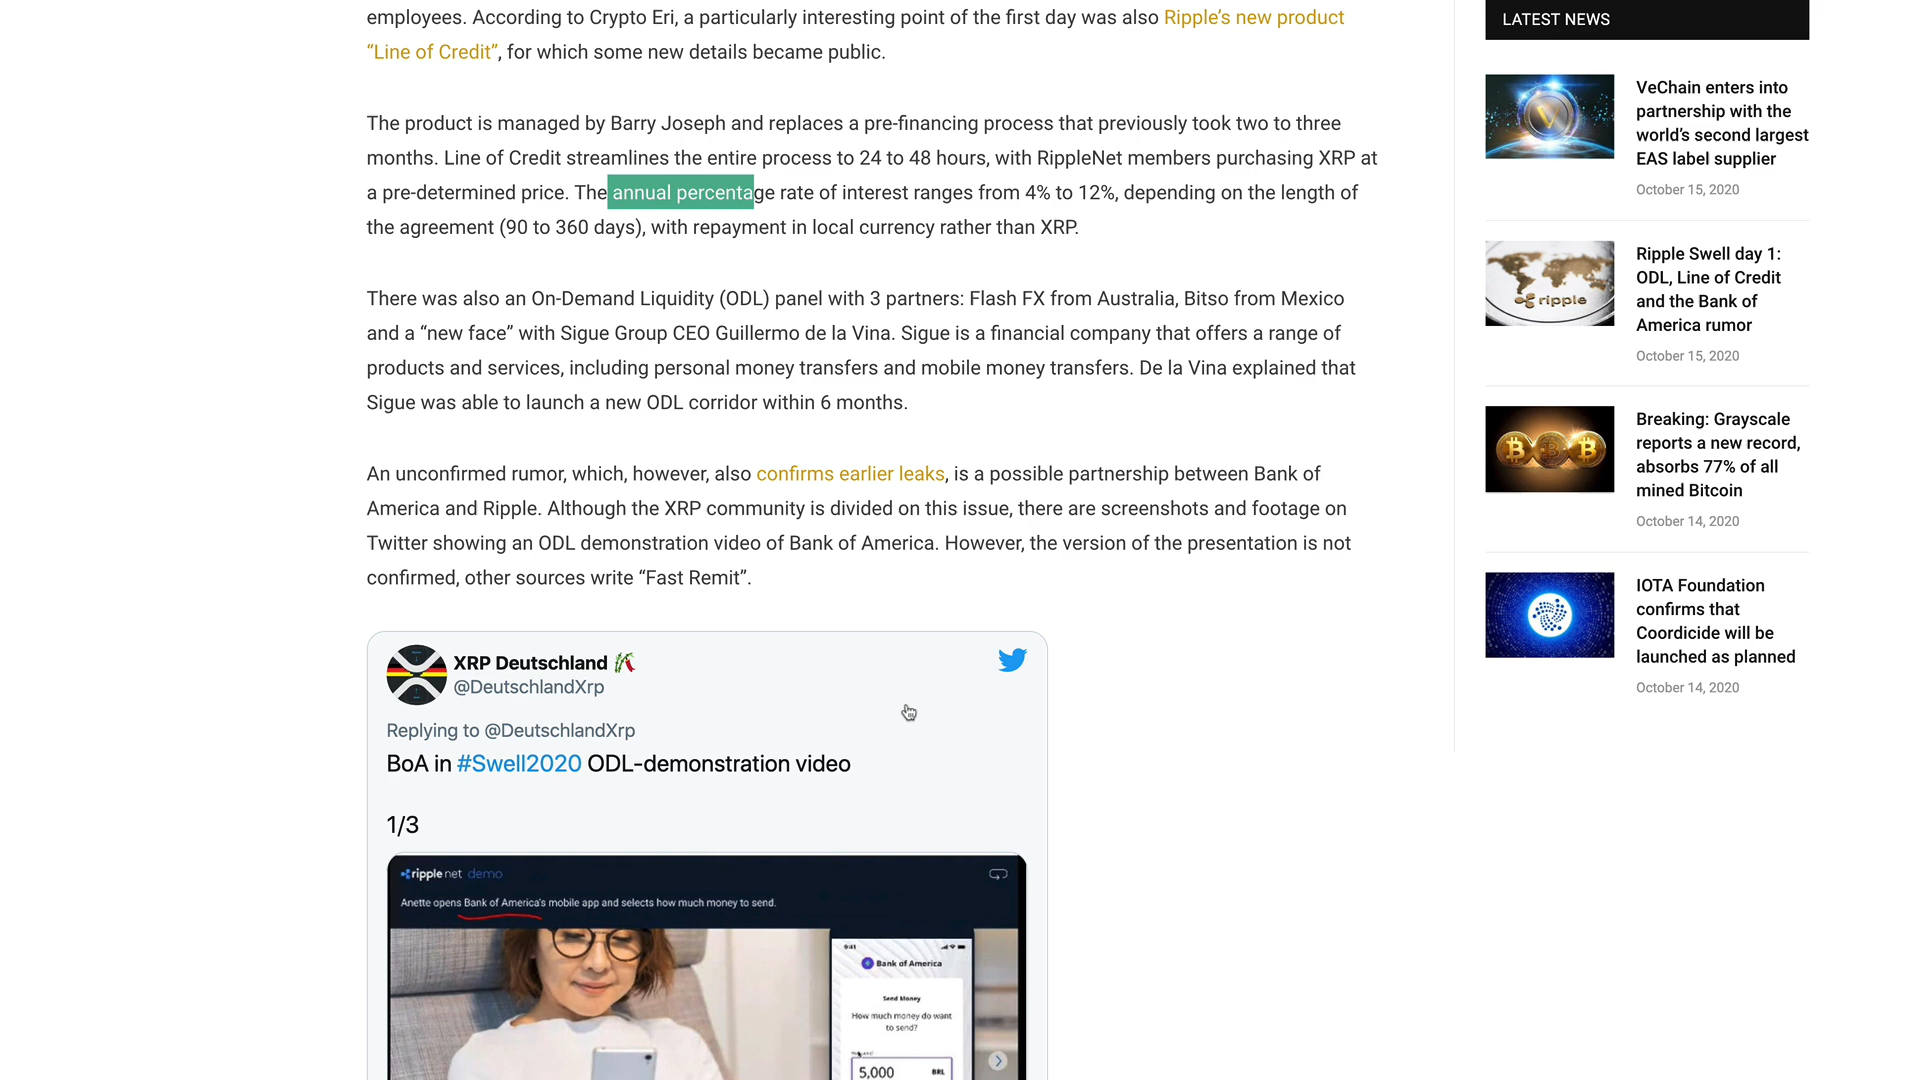 employees. According to Crypto Eri, a particularly interesting point of the first day was also Ripple’s new product
“Line of Credit”, for which some new details became public.
The product is managed by Barry Joseph and replaces a pre-financing process that previously took two to three
months. Line of Credit streamlines the entire process to 24 to 48 hours, with RippleNet members purchasing XRP at
a pre-determined price. The annual percentage rate of interest ranges from 4% to 12%, depending on the length of
the agreement (90 to 360 days), with repayment in local currency rather than XRP.
There was also an On-Demand Liquidity (ODL) panel with 3 partners: Flash FX from Australia, Bitso from Mexico
and a “new face” with Sigue Group CEO Guillermo de la Vina. Sigue is a financial company that offers a range of
products and services, including personal money transfers and mobile money transfers. De la Vina explained that
Sigue was able to launch a new ODL corridor within 6 months.
An unconfirmed rumor, which, however, also confirms earlier leaks, is a possible partnership between Bank of
America and Ripple. Although the XRP community is divided on this issue, there are screenshots and footage on
Twitter showing an ODL demonstration video of Bank of America. However, the version of the presentation is not
confirmed, other sources write “Fast Remit”.
XRP Deutschland
@DeutschlandXrp
Replying to @DeutschlandXrp
BoA in #Swell2020 ODL-demonstration video
1/3
ripplenet demo
Anette opens Bank of America's mobile app and selects how much money to send.
9:41
Bank of America
Send Money
How much money do want
to send?
5,000 BRL
LATEST NEWS
VeChain enters into
partnership with the
world’s second largest
EAS label supplier
October 15, 2020
ripple
Ripple Swell day 1:
ODL, Line of Credit
and the Bank of
America rumor
October 15, 2020
Breaking: Grayscale
reports a new record,
absorbs 77% of all
mined Bitcoin
October 14, 2020
IOTA Foundation
confirms that
Coordicide will be
launched as planned
October 14, 2020